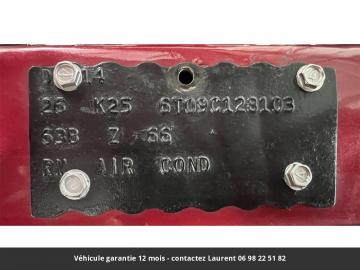 26 K25 6T09C128103
63B Z 66
RN AIR COND
Véhicule garantie 12 mois - contactez Laurent 06 98 22 51 82